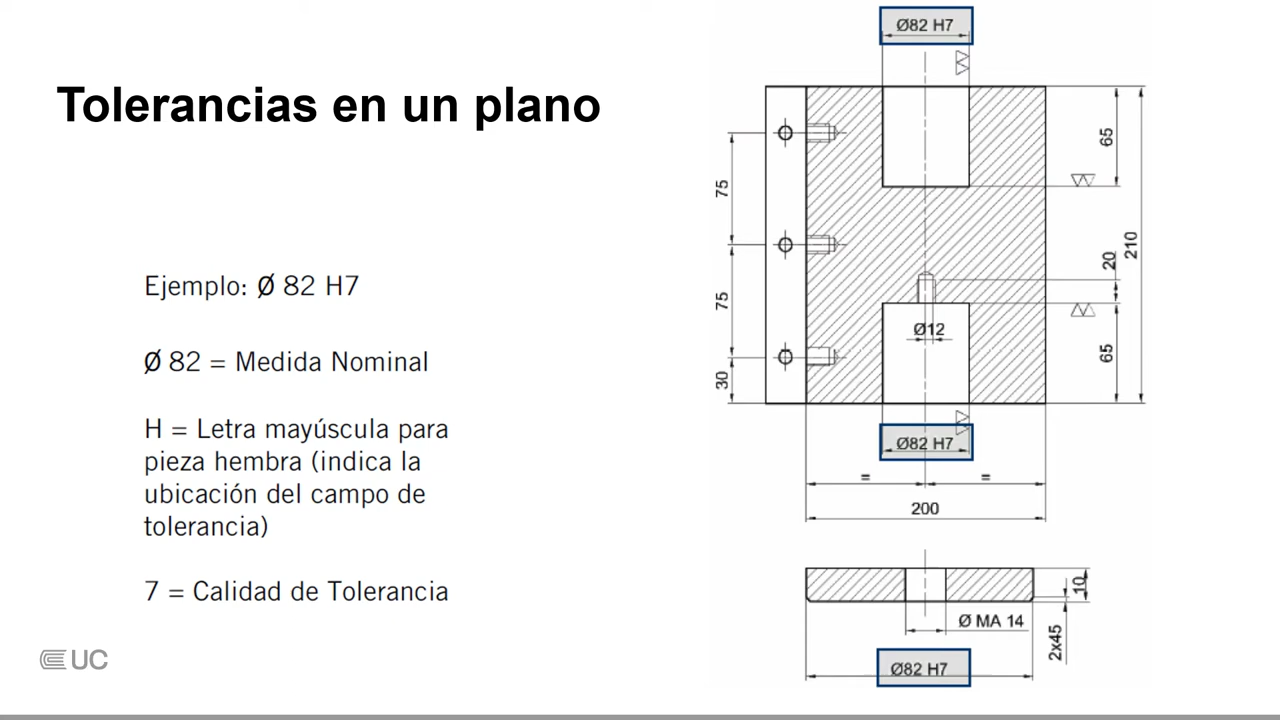 Tolerancias en un plano
Ejemplo: Ø 82 H7
Ø 82 = Medida Nominal
H = Letra mayúscula para
pieza hembra (indica la
ubicación del campo de
tolerancia)
7 = Calidad de Tolerancia
UC
Ø82 H7
75
75
30
65
210
20
65
Ø12
Ø82 H7
= =
200
10
Ø MA 14
2x45
Ø82 H7